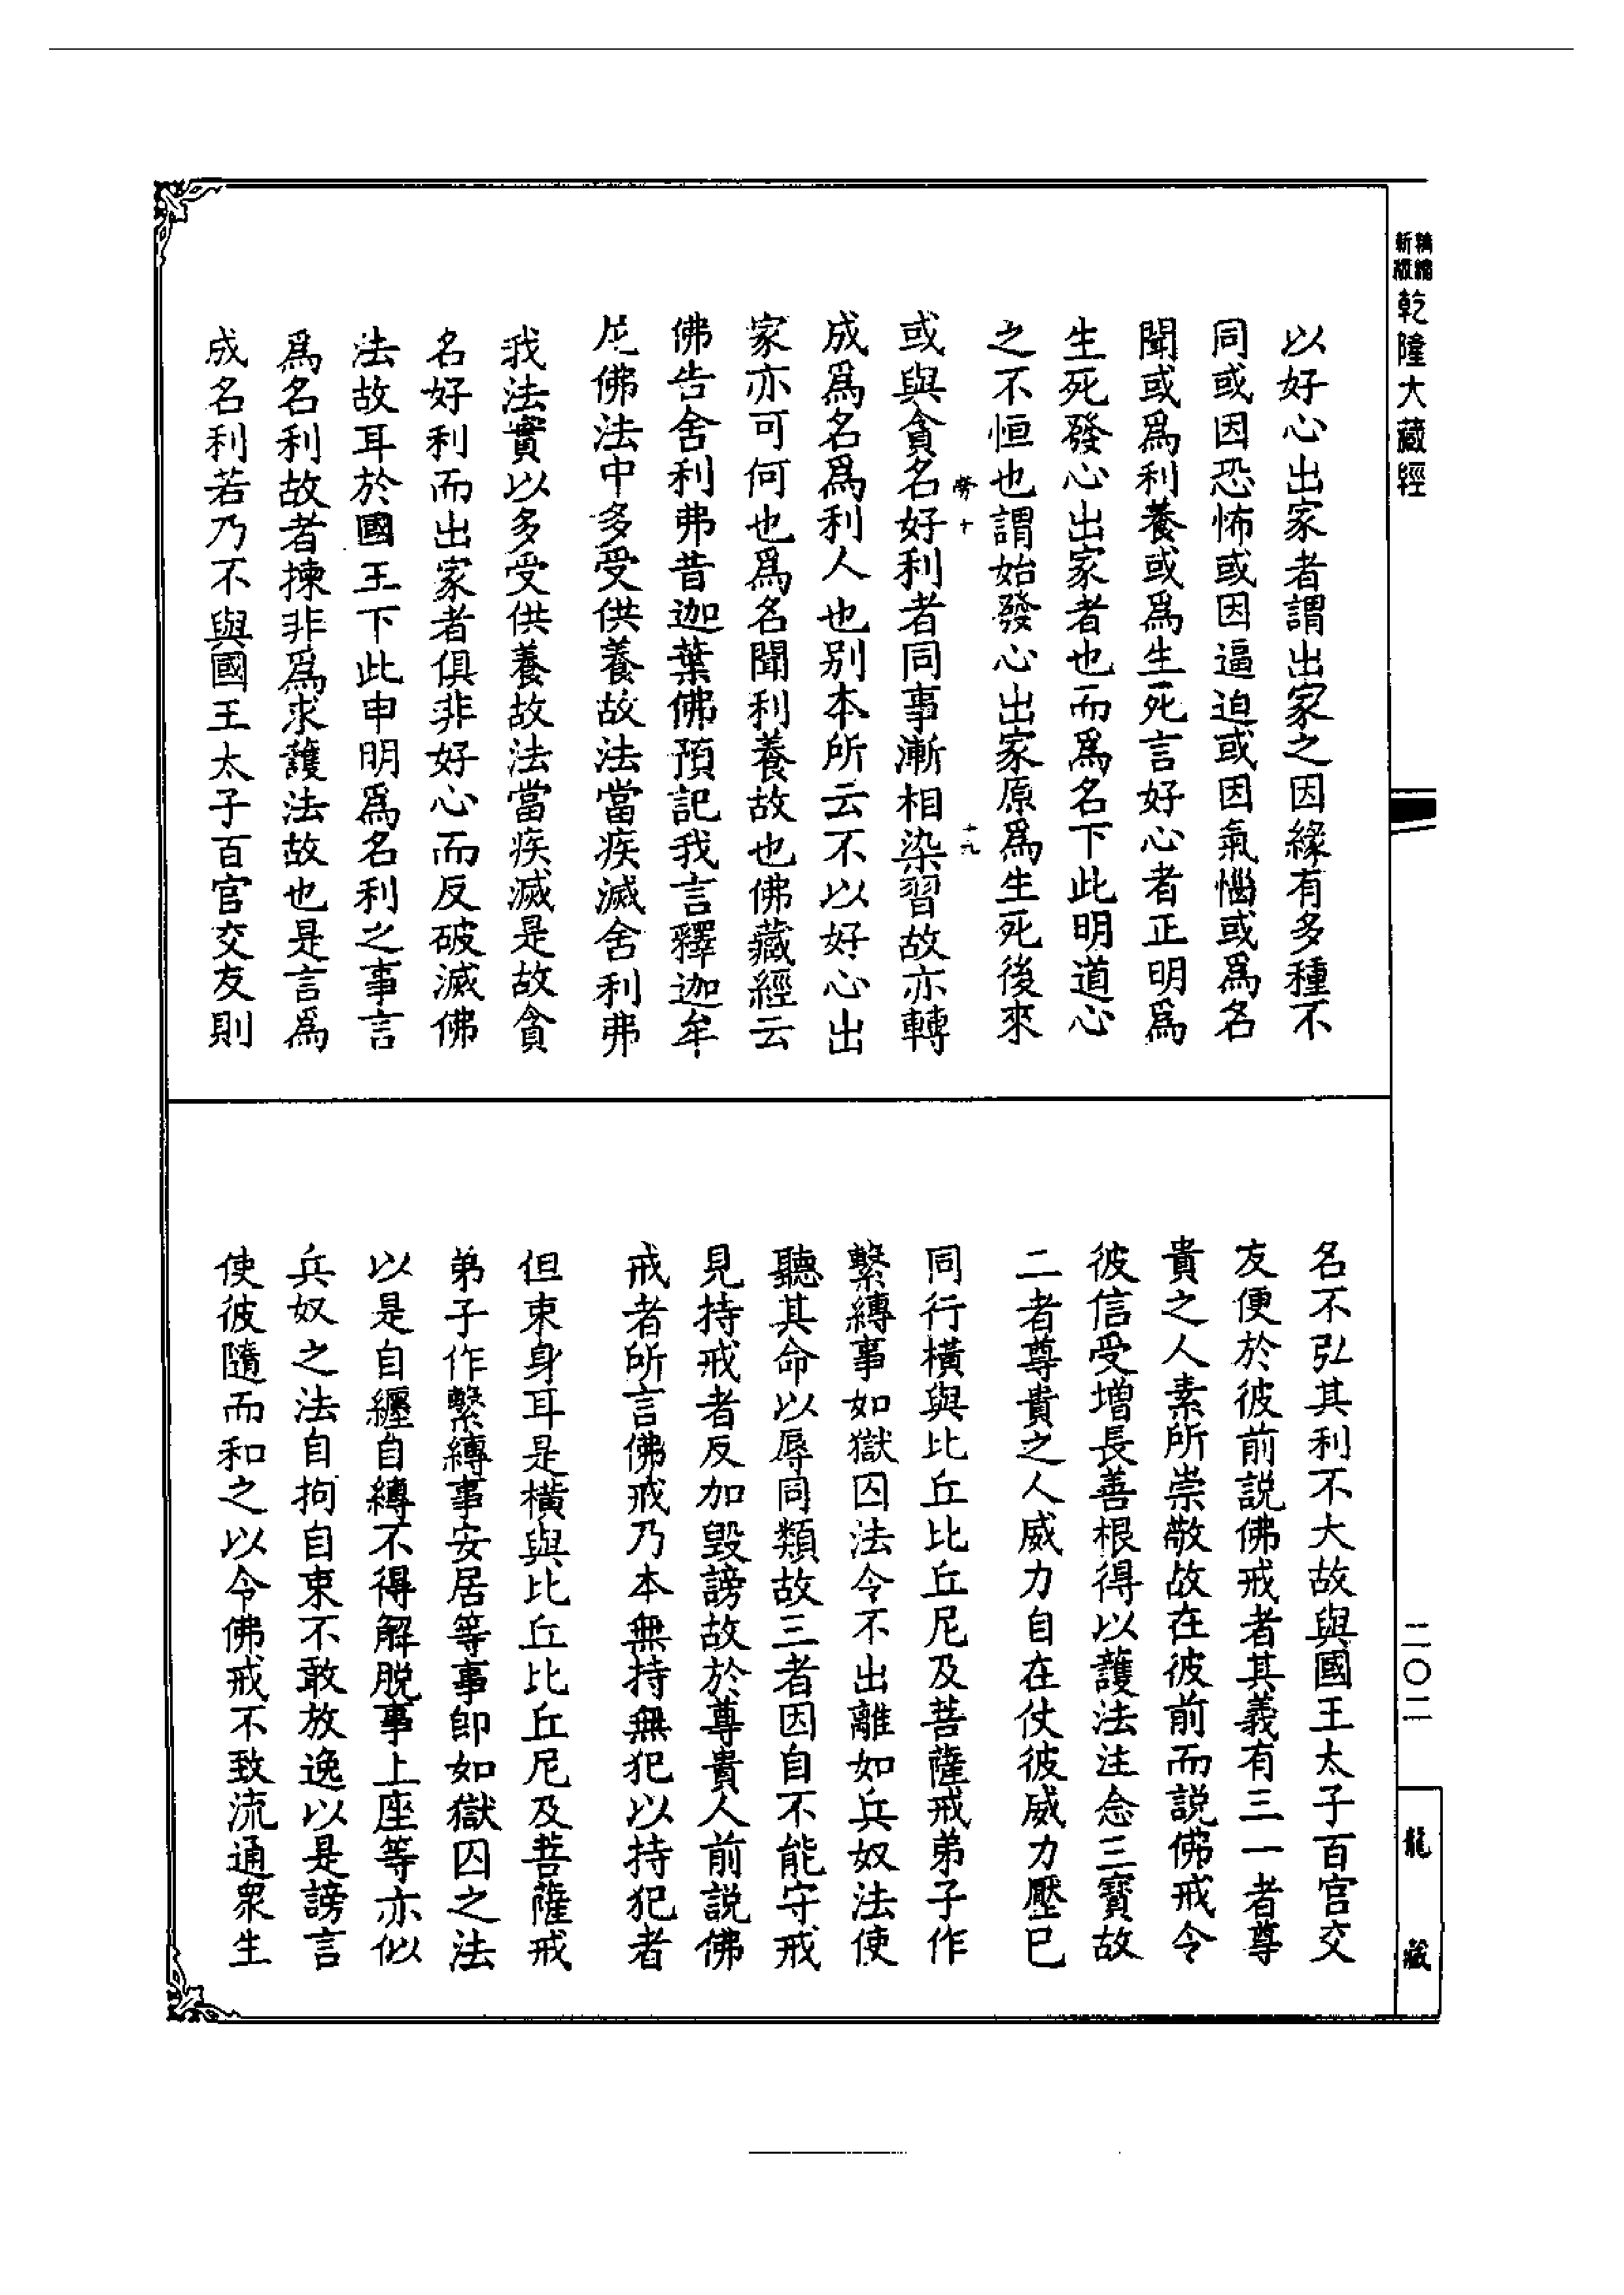 新編
縮版
乾隆大藏經
以好心出家者謂出家之因緣有多種不
同或因恐怖或因逼迫或因氣惱或爲名
聞或爲利養或爲生死言好心者正明爲
生死發心出家者也而爲名下此明道心
之不恒也謂始發心出家原爲生死後來
十九
或與貪名好利者同事漸相染習故亦轉
成爲名爲利人也别本所云不以好心出
家亦可何也爲名聞利養故也佛藏經云
佛告舍利弗昔迦葉佛預記我言釋迦牟
尼佛法中多受供養故法當疾滅舍利弗
我法實以多受供養故法當疾滅是故貪
名好利而出家者俱非好心而反破滅佛
法故耳於國王下此申明爲名利之事言
爲名利故者揀非爲求護法故也是言爲
成名利若乃不與國王太子百官交友則
名不弘其利不大故與國王太子百官交
友便於彼前説佛戒者其義有三一者尊
貴之人素所崇敬故在彼前而説佛戒令
彼信受增長善根得以護法注念三寳故
二者尊貴之人威力自在仗彼威力壓已
同行橫與比丘比丘尼及菩薩戒弟子作
繫縛事如獄囚法令不出離如兵奴法使
聽其命以辱同類故三者因自不能守戒
見持戒者反加毀謗故於尊貴人前説佛
戒者所言佛戒乃本無持無犯以持犯者
但束身耳是橫與比丘比丘尼及菩薩戒
弟子作繫縛事安居等事即如獄囚之法
以是自纏自縛不得解脱事上座等亦似
兵奴之法自拘自束不敢放逸以是謗言
使彼隨而和之以令佛戒不致流通衆生
二〇二
龍藏